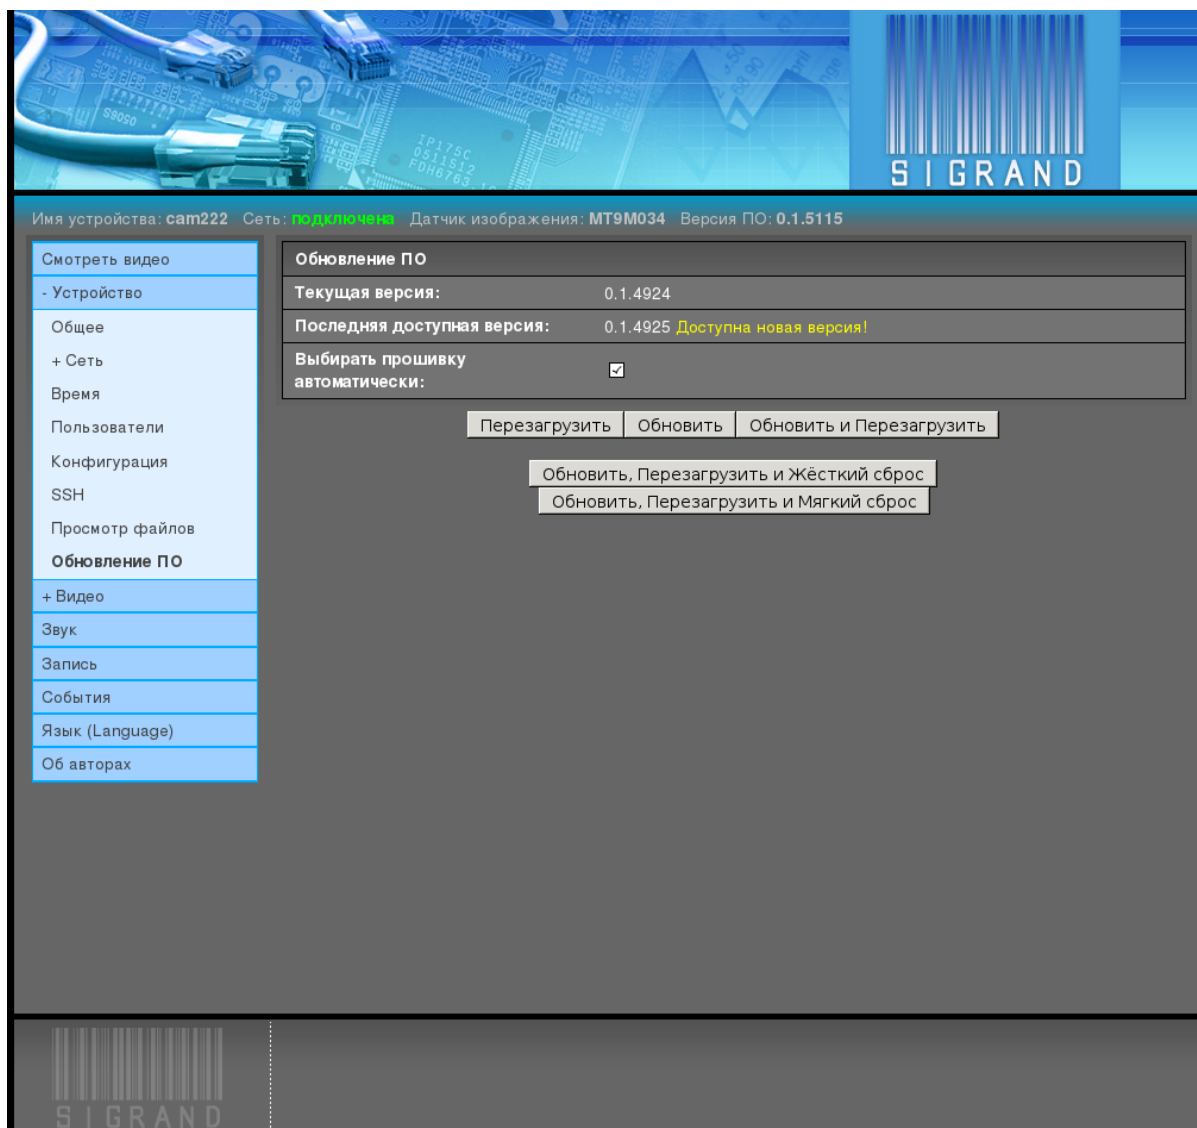 S9OSO
IP175C
0511S12
SIGRAND
Имя устройства: cam222 Сеть: подключена Датчик изображения: MT9M034 Версия ПО: 0.1.5115
Смотреть видео
- Устройство
Общее
+ Сеть
Время
Пользователи
Конфигурация
SSH
Просмотр файлов
Обновление ПО
+ Видео
Звук
Запись
События
Язык (Language)
Об авторах
Обновление ПО
Текущая версия: 0.1.4924
Последняя доступная версия: 0.1.4925 Доступна новая версия!
Выбирать прошивку
автоматически:
Перезагрузить Обновить Обновить и Перезагрузить
Обновить, Перезагрузить и Жёсткий сброс
Обновить, Перезагрузить и Мягкий сброс
SIGRAND